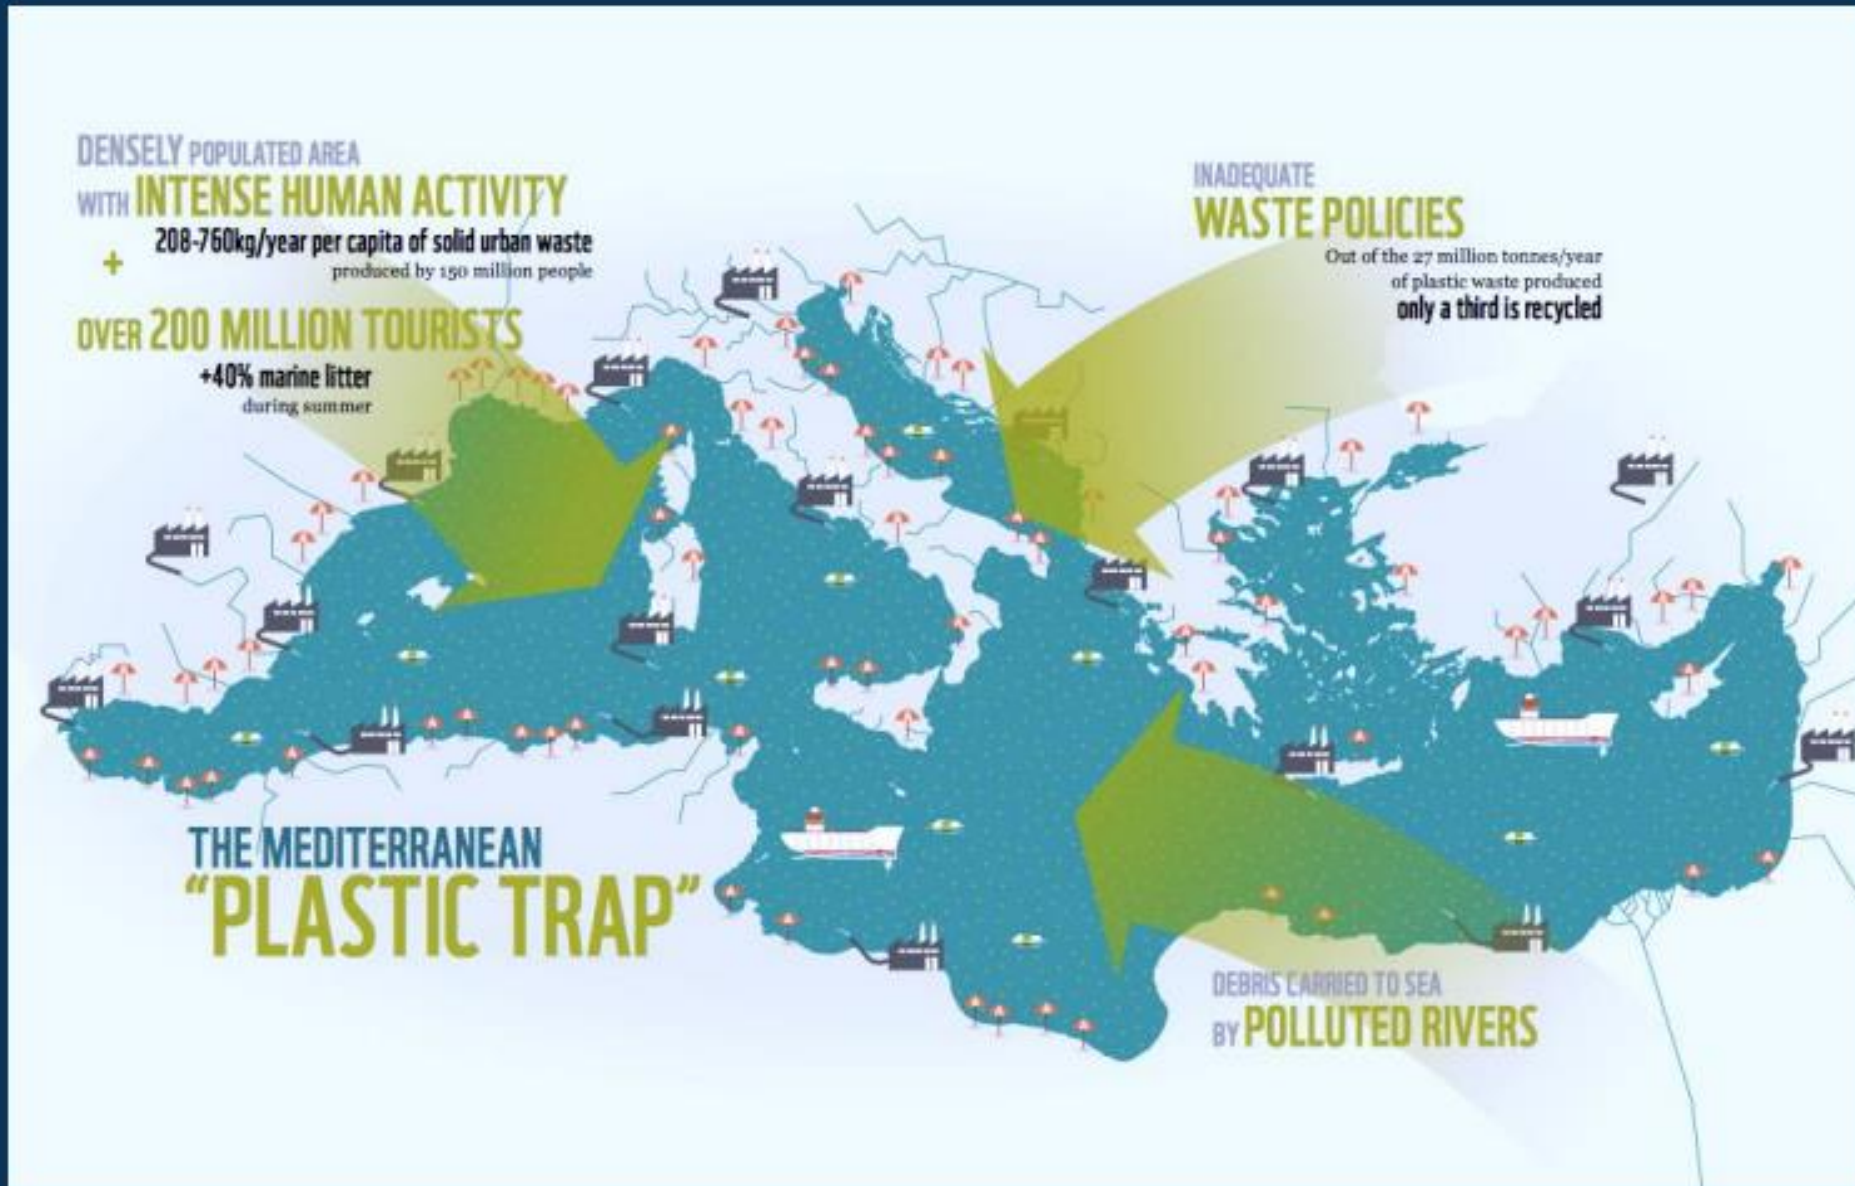 DENSELY POPULATED AREA
WITH INTENSE HUMAN ACTIVITY
+
208-760kg/year per capita of solid urban waste
produced by 150 million people
OVER 200 MILLION TOURISTS
+40% marine litter
during summer
INADEQUATE
WASTE POLICIES
Out of the 27 million tonnes/year
of plastic waste produced
only a third is recycled
THE MEDITERRANEAN
"PLASTIC TRAP"
DEBRIS CARRIED TO SEA
BY POLLUTED RIVERS